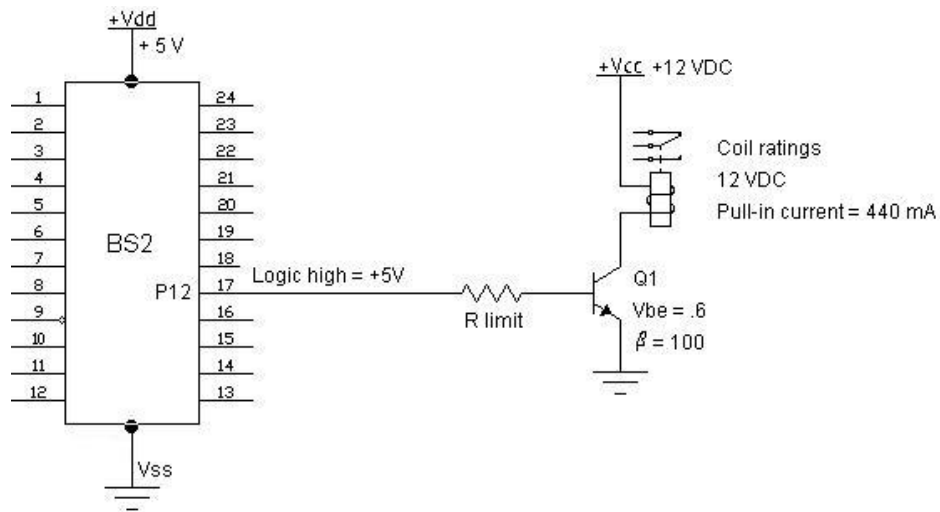 +Vdd
+ 5 V
+Vcc +12 VDC
1 24
2 23
3 22
4 21
5 20
6 19
7 18
8 17
9 16
10 15
11 14
12 13
BS2
P12
Vss
Logic high = +5V
R limit
Coil ratings
12 VDC
Pull-in current = 440 mA
Q1
Vbe = .6
β = 100